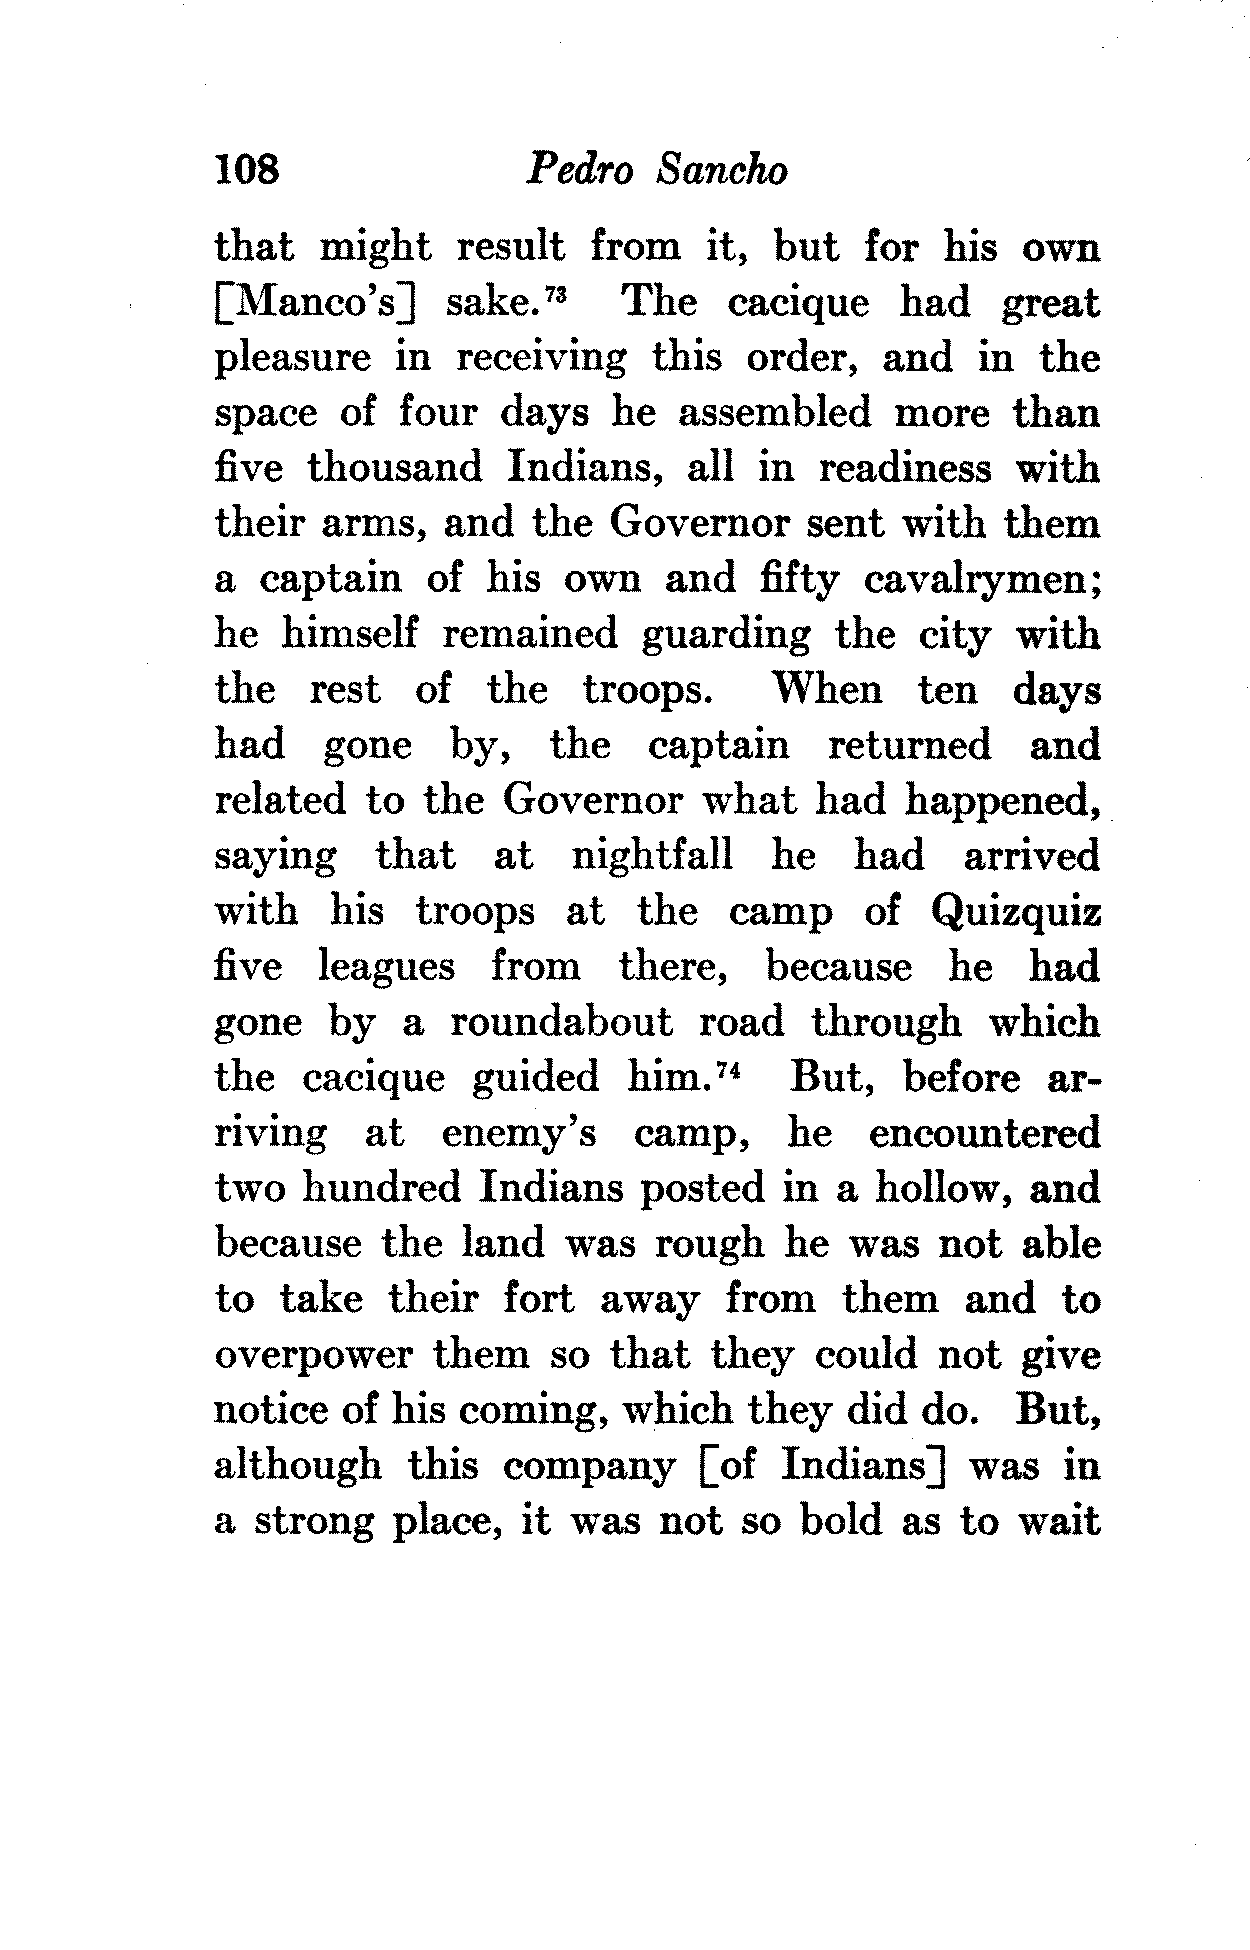 108 Pedro Sancho
that might result from it, but for his own
[Manco's] sake.⁷³ The cacique had great
pleasure in receiving this order, and in the
space of four days he assembled more than
five thousand Indians, all in readiness with
their arms, and the Governor sent with them
a captain of his own and fifty cavalrymen;
he himself remained guarding the city with
the rest of the troops. When ten days
had gone by, the captain returned and
related to the Governor what had happened,
saying that at nightfall he had arrived
with his troops at the camp of Quizquiz
five leagues from there, because he had
gone by a roundabout road through which
the cacique guided him.⁷⁴ But, before ar-
riving at enemy's camp, he encountered
two hundred Indians posted in a hollow, and
because the land was rough he was not able
to take their fort away from them and to
overpower them so that they could not give
notice of his coming, which they did do. But,
although this company [of Indians] was in
a strong place, it was not so bold as to wait